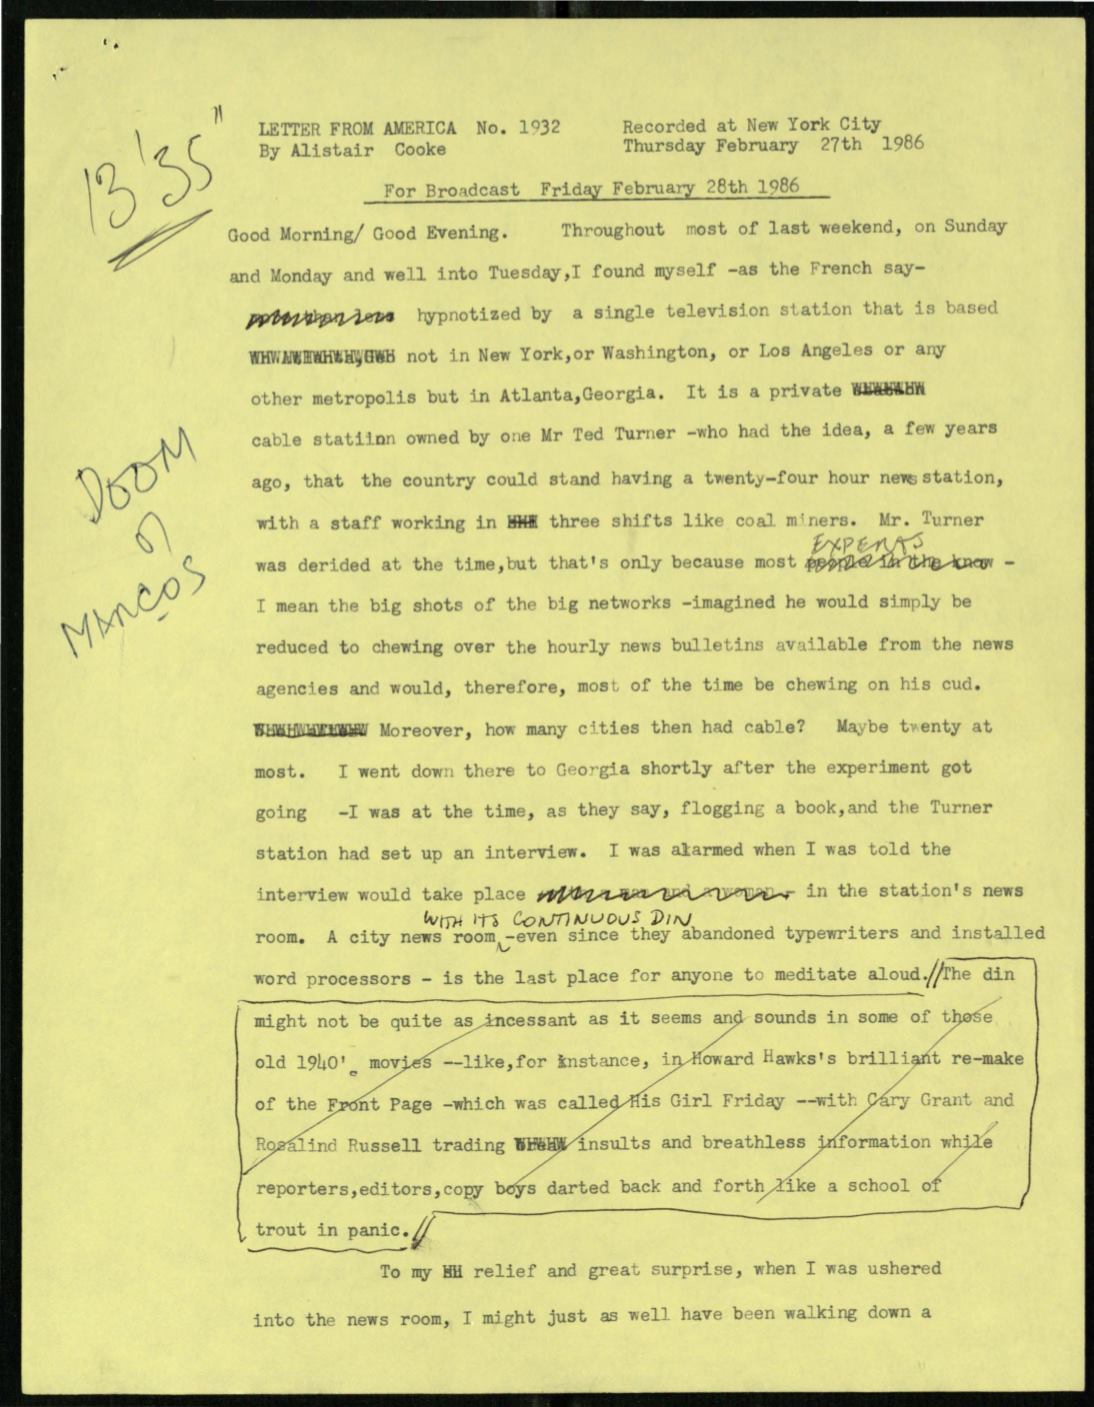 13'35"
LETTER FROM AMERICA No. 1932
Recorded at New York City
By Alistair Cooke
Thursday February 27th 1986
For Broadcast Friday February 28th 1986
Good Morning/ Good Evening. Throughout most of last weekend, on Sunday
and Monday and well into Tuesday,I found myself -as the French say-
hypnotized by a single television station that is based
not in New York,or Washington, or Los Angeles or any
other metropolis but in Atlanta,Georgia. It is a private
cable statiinn owned by one Mr Ted Turner -who had the idea, a few years
ago, that the country could stand having a twenty-four hour news station,
with a staff working in three shifts like coal miners. Mr. Turner
EXPERTS
was derided at the time,but that's only because most people in the know -
I mean the big shots of the big networks -imagined he would simply be
reduced to chewing over the hourly news bulletins available from the news
agencies and would, therefore, most of the time be chewing on his cud.
Moreover, how many cities then had cable? Maybe twenty at
most. I went down there to Georgia shortly after the experiment got
going -I was at the time, as they say, flogging a book,and the Turner
station had set up an interview. I was alarmed when I was told the
interview would take place in the station's news
WITH ITS CONTINUOUS DIN
room. A city news room -even since they abandoned typewriters and installed
word processors - is the last place for anyone to meditate aloud.//The din
might not be quite as incessant as it seems and sounds in some of those
old 1940's movies --like,for instance, in Howard Hawks's brilliant re-make
of the Front Page -which was called His Girl Friday --with Cary Grant and
Rosalind Russell trading insults and breathless information while
reporters,editors,copy boys darted back and forth like a school of
trout in panic.//
To my relief and great surprise, when I was ushered
into the news room, I might just as well have been walking down a
DOOM
of
MARCOS